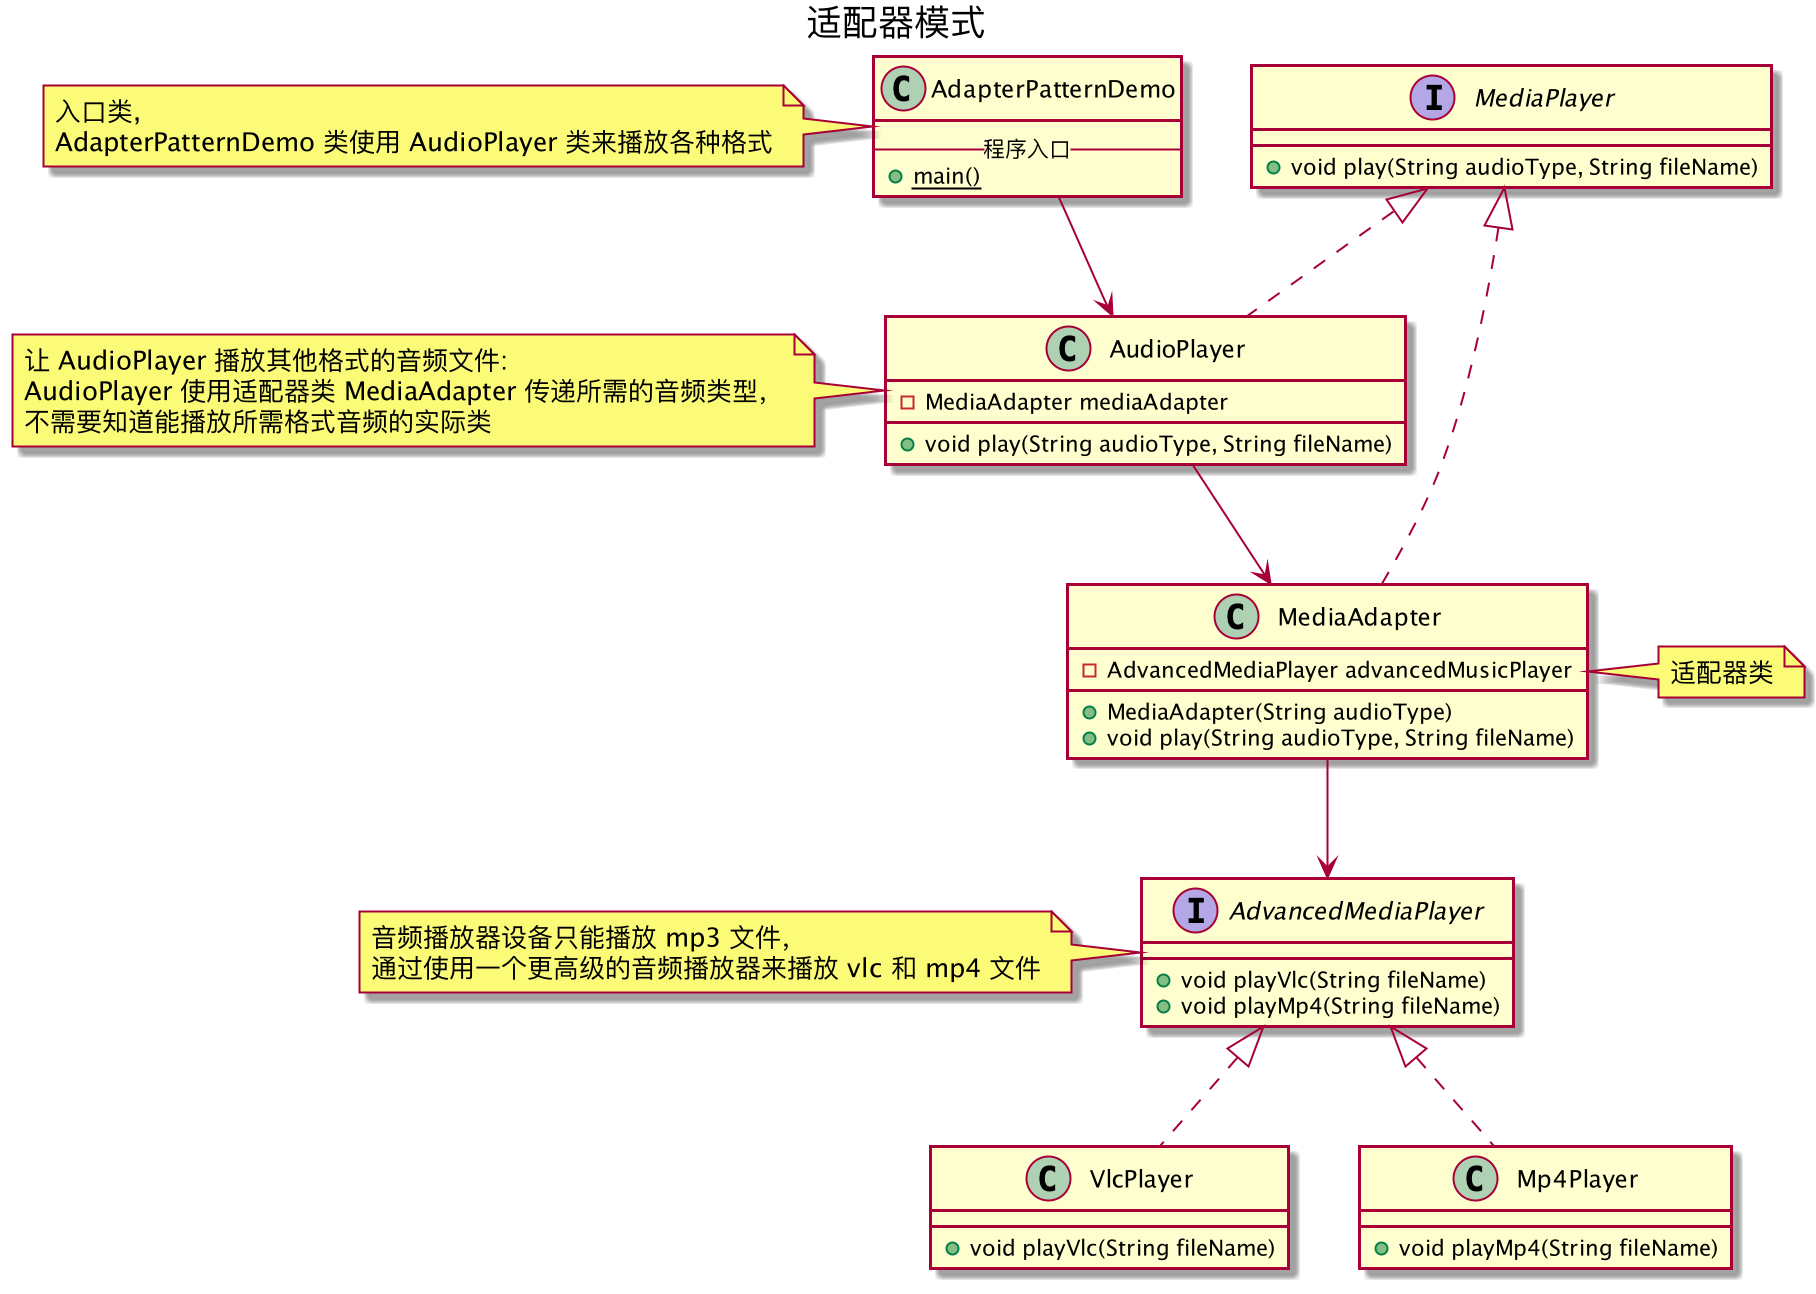 适配器模式
入口类，
AdapterPatternDemo 类使用 AudioPlayer 类来播放各种格式
C AdapterPatternDemo
程序入口
main()
I MediaPlayer
void play(String audioType, String fileName)
让 AudioPlayer 播放其他格式的音频文件:
AudioPlayer 使用适配器类 MediaAdapter 传递所需的音频类型，
不需要知道能播放所需格式音频的实际类
C AudioPlayer
MediaAdapter mediaAdapter
void play(String audioType, String fileName)
C MediaAdapter
AdvancedMediaPlayer advancedMusicPlayer
MediaAdapter(String audioType)
void play(String audioType, String fileName)
适配器类
音频播放器设备只能播放 mp3 文件，
通过使用一个更高级的音频播放器来播放 vlc 和 mp4 文件
I AdvancedMediaPlayer
void playVlc(String fileName)
void playMp4(String fileName)
C VlcPlayer
void playVlc(String fileName)
C Mp4Player
void playMp4(String fileName)